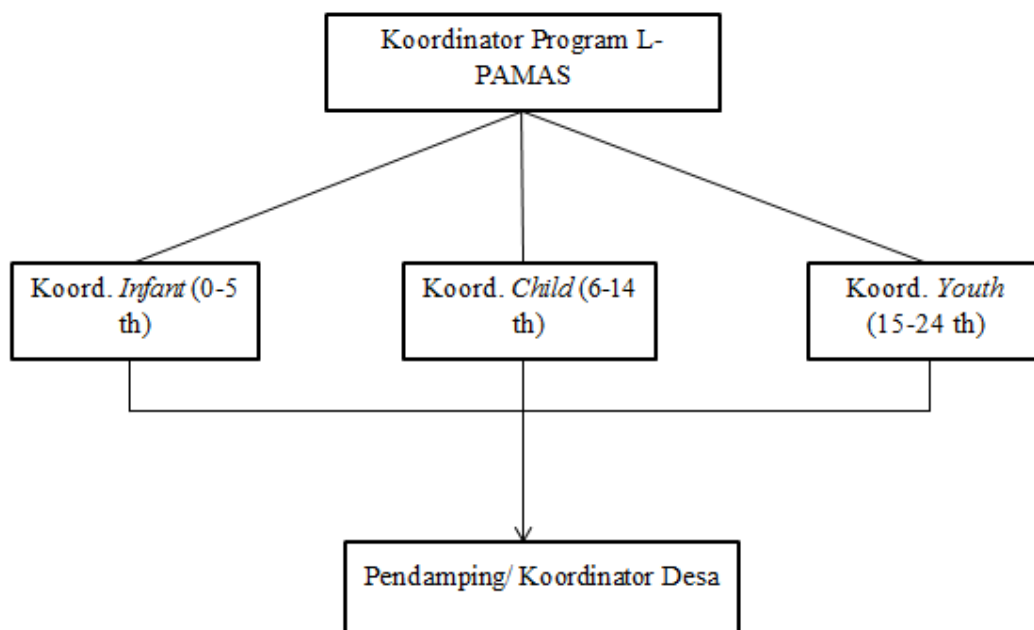 Koordinator Program L-
PAMAS
Koord. Infant (0-5
th)
Koord. Child (6-14
th)
Koord. Youth
(15-24 th)
Pendamping/ Koordinator Desa